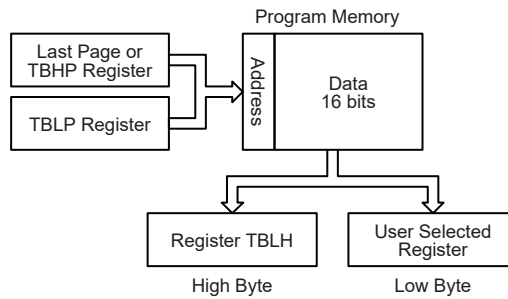 Program Memory
Last Page or
TBHP Register
TBLP Register
Address
Data
16 bits
Register TBLH
User Selected
Register
High Byte
Low Byte